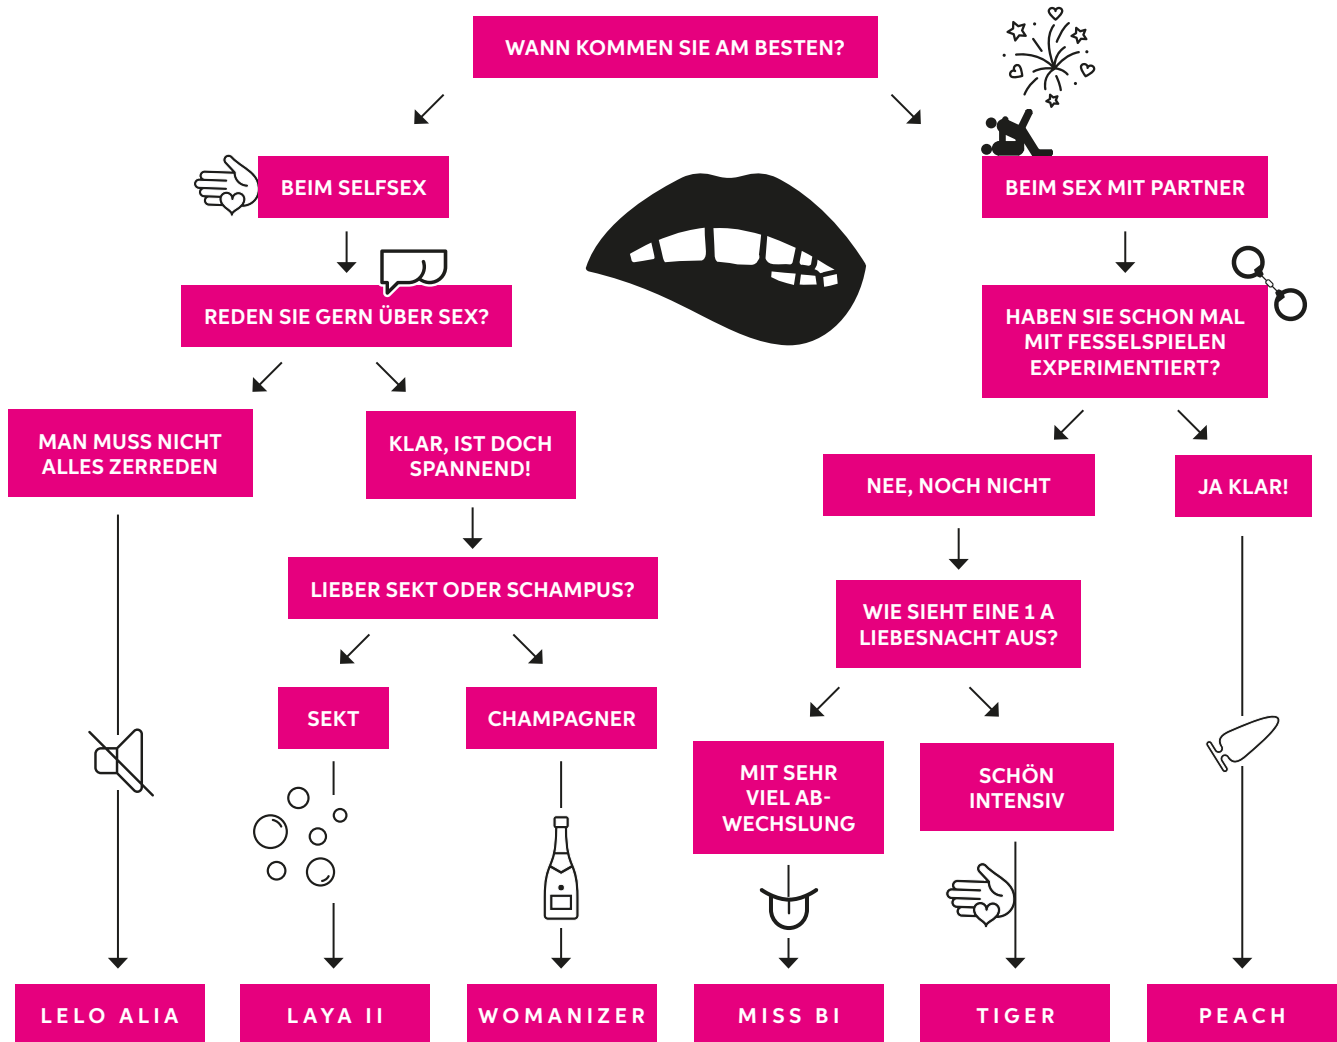 WANN KOMMEN SIE AM BESTEN?
BEIM SELFSEX
BEIM SEX MIT PARTNER
REDEN SIE GERN ÜBER SEX?
HABEN SIE SCHON MAL
MIT FESSELSPIELEN
EXPERIMENTIERT?
MAN MUSS NICHT
ALLES ZERREDEN
KLAR, IST DOCH
SPANNEND!
NEE, NOCH NICHT
JA KLAR!
LIEBER SEKT ODER SCHAMPUS?
WIE SIEHT EINE 1 A
LIEBESNACHT AUS?
SEKT
CHAMPAGNER
MIT SEHR
VIEL AB-
WECHSLUNG
SCHÖN
INTENSIV
LELO ALIA
LAYA II
WOMANIZER
MISS BI
TIGER
PEACH